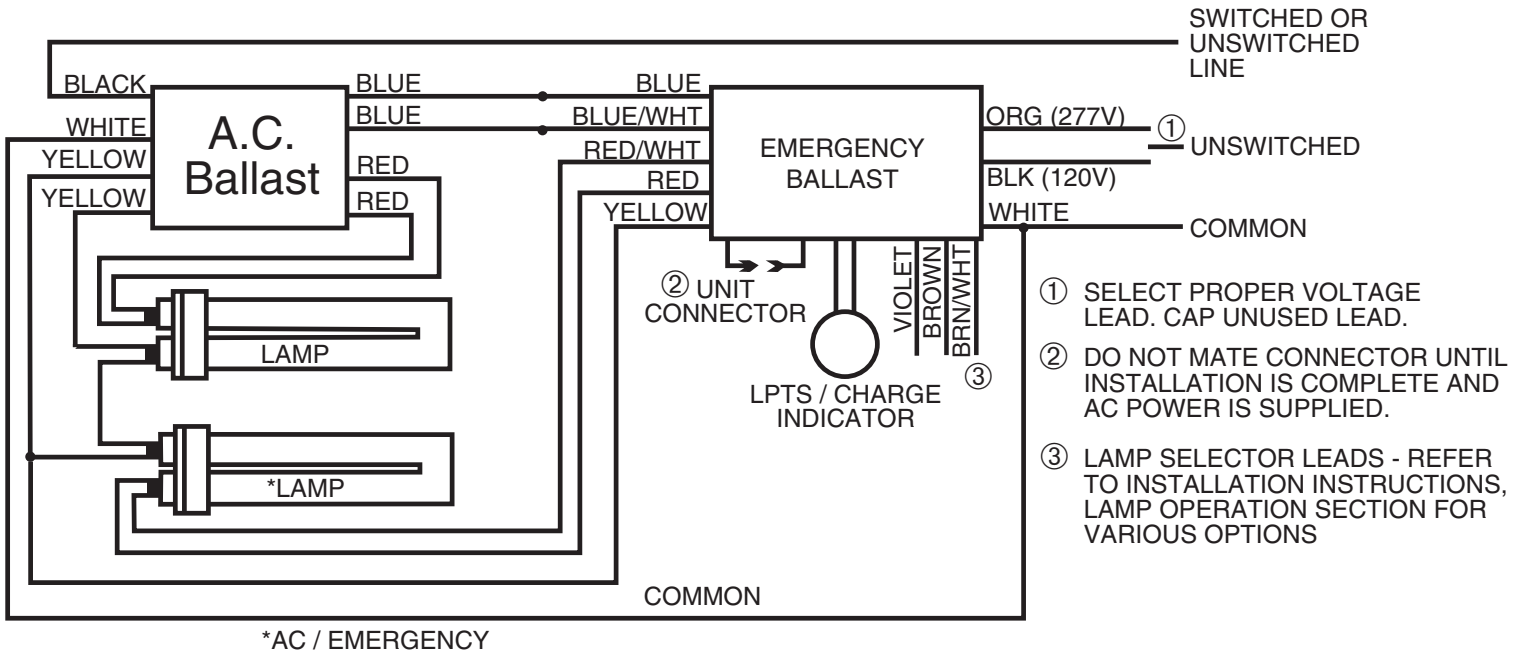 SWITCHED OR
UNSWITCHED
LINE
BLACK
WHITE
YELLOW
YELLOW
A.C.
Ballast
BLUE
BLUE
RED
RED
BLUE
BLUE/WHT
RED/WHT
RED
YELLOW
EMERGENCY
BALLAST
ORG (277V)
① UNSWITCHED
BLK (120V)
WHITE
COMMON
② UNIT
CONNECTOR
LPTS / CHARGE
INDICATOR
VIOLET
BROWN
BRN/WHT
③
LAMP
*LAMP
COMMON
*AC / EMERGENCY
① SELECT PROPER VOLTAGE
LEAD. CAP UNUSED LEAD.
② DO NOT MATE CONNECTOR UNTIL
INSTALLATION IS COMPLETE AND
AC POWER IS SUPPLIED.
③ LAMP SELECTOR LEADS - REFER
TO INSTALLATION INSTRUCTIONS,
LAMP OPERATION SECTION FOR
VARIOUS OPTIONS